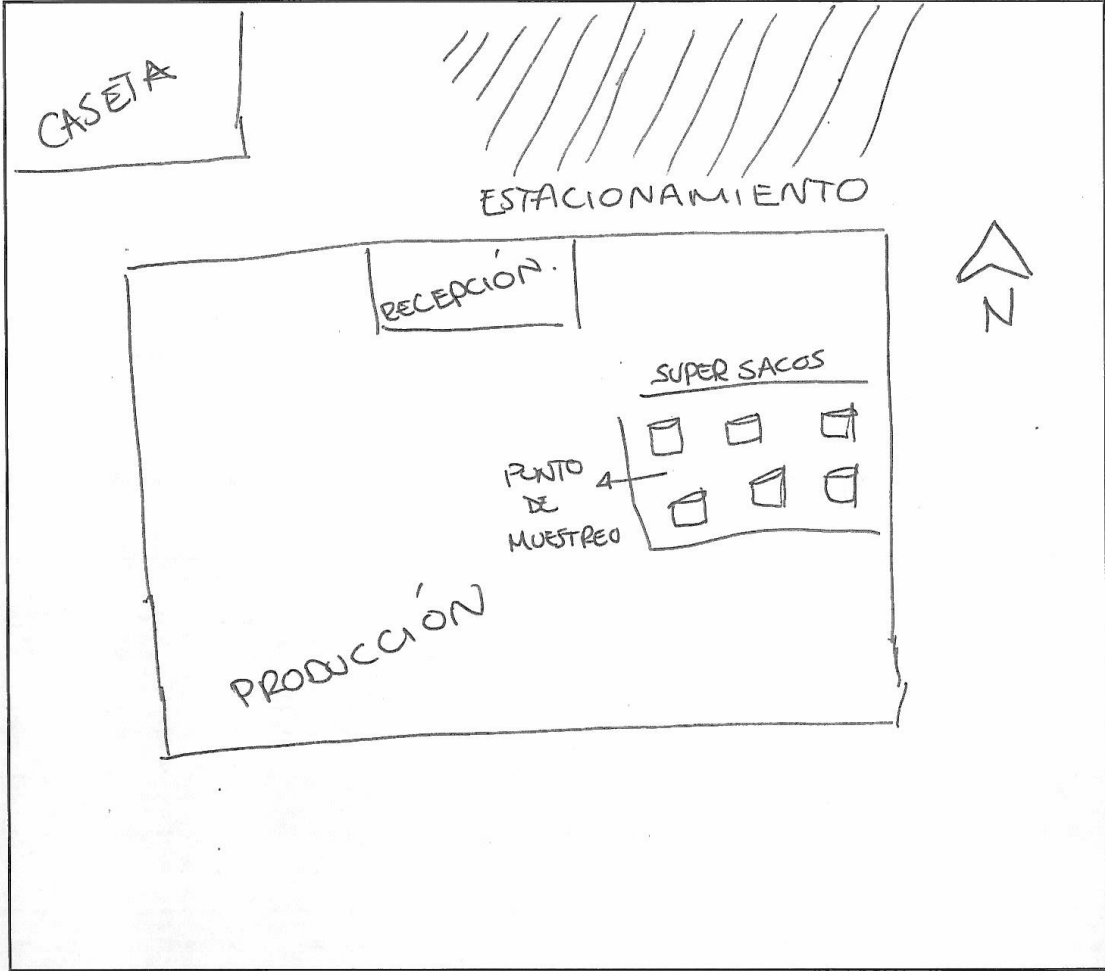 CASETA
ESTACIONAMIENTO
RECEPCIÓN.
N
SUPER SACOS
PUNTO
DE
MUESTREO
PRODUCCIÓN